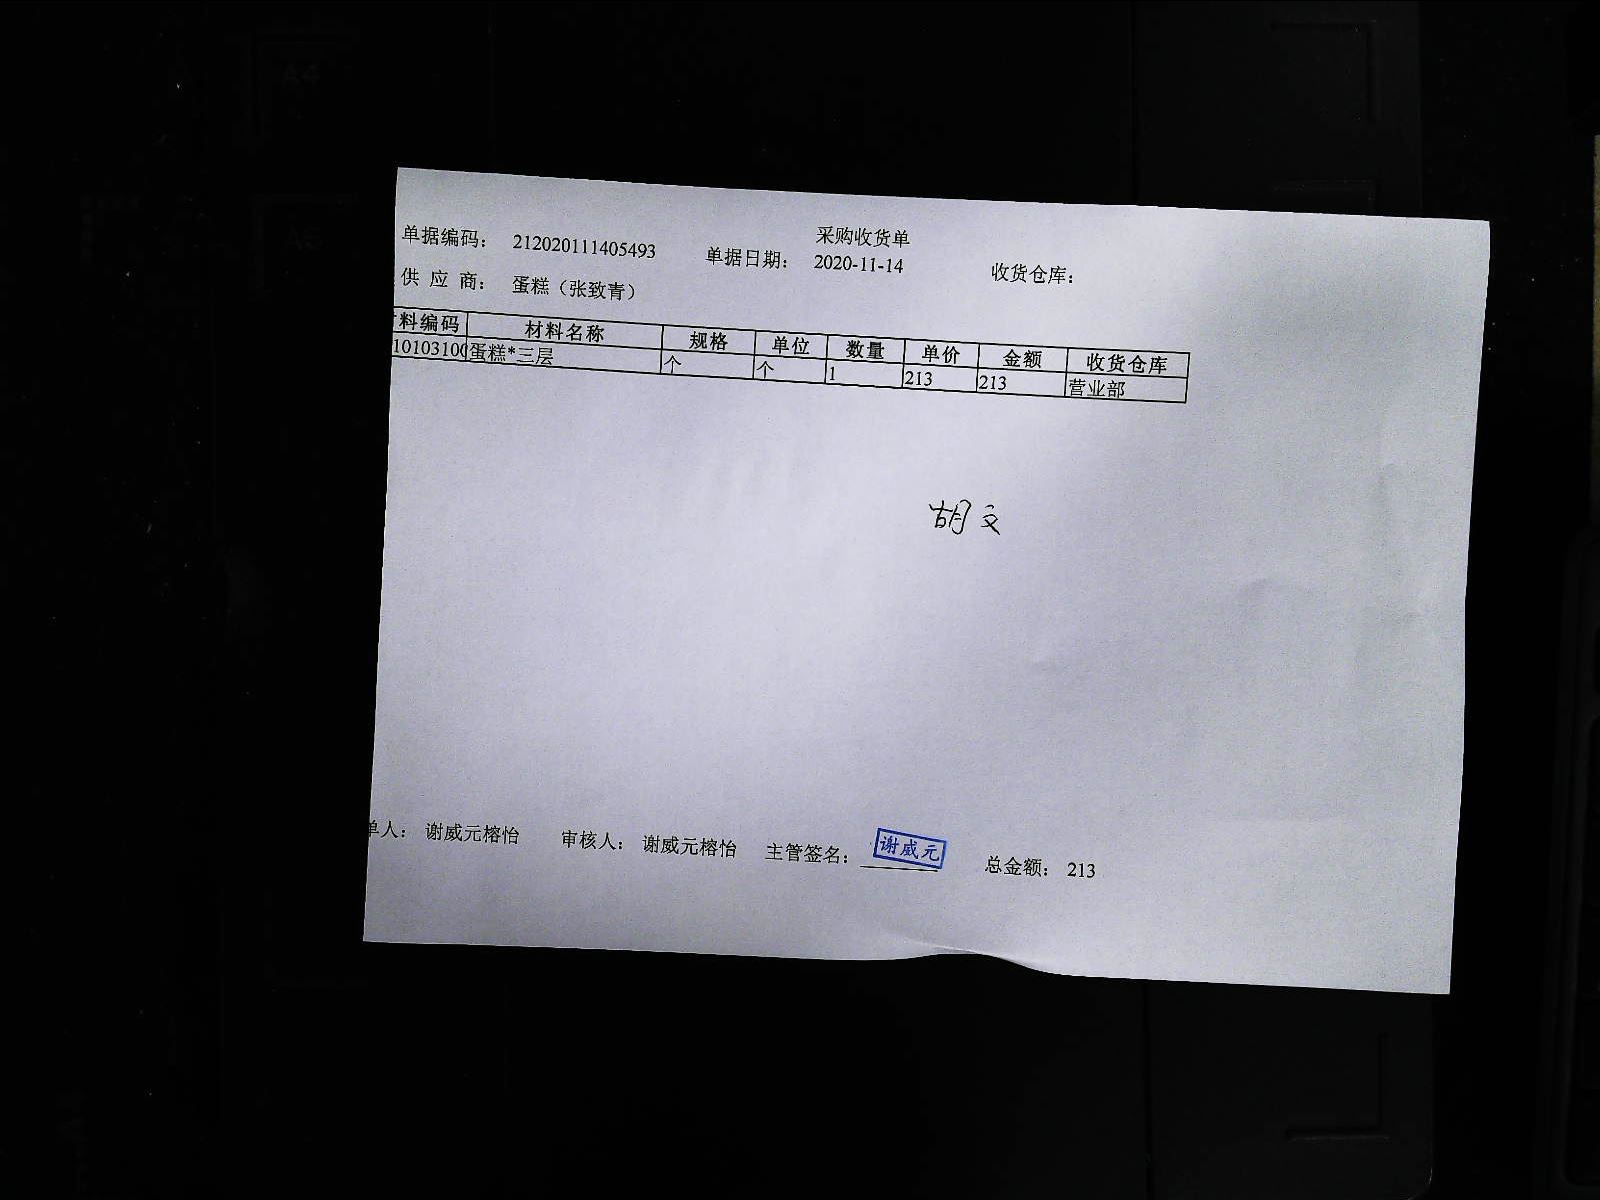 采购收货单
单据编码： 212020111405493 单据日期： 2020-11-14 收货仓库：
供 应 商： 蛋糕（张致青）
料编码 材料名称 规格 单位 数量 单价 金额 收货仓库
1010310 蛋糕*三层 个 个 1 213 213 营业部
胡文
单人： 谢威元榕怡 审核人： 谢威元榕怡 主管签名： 谢威元 总金额： 213
A4
A5